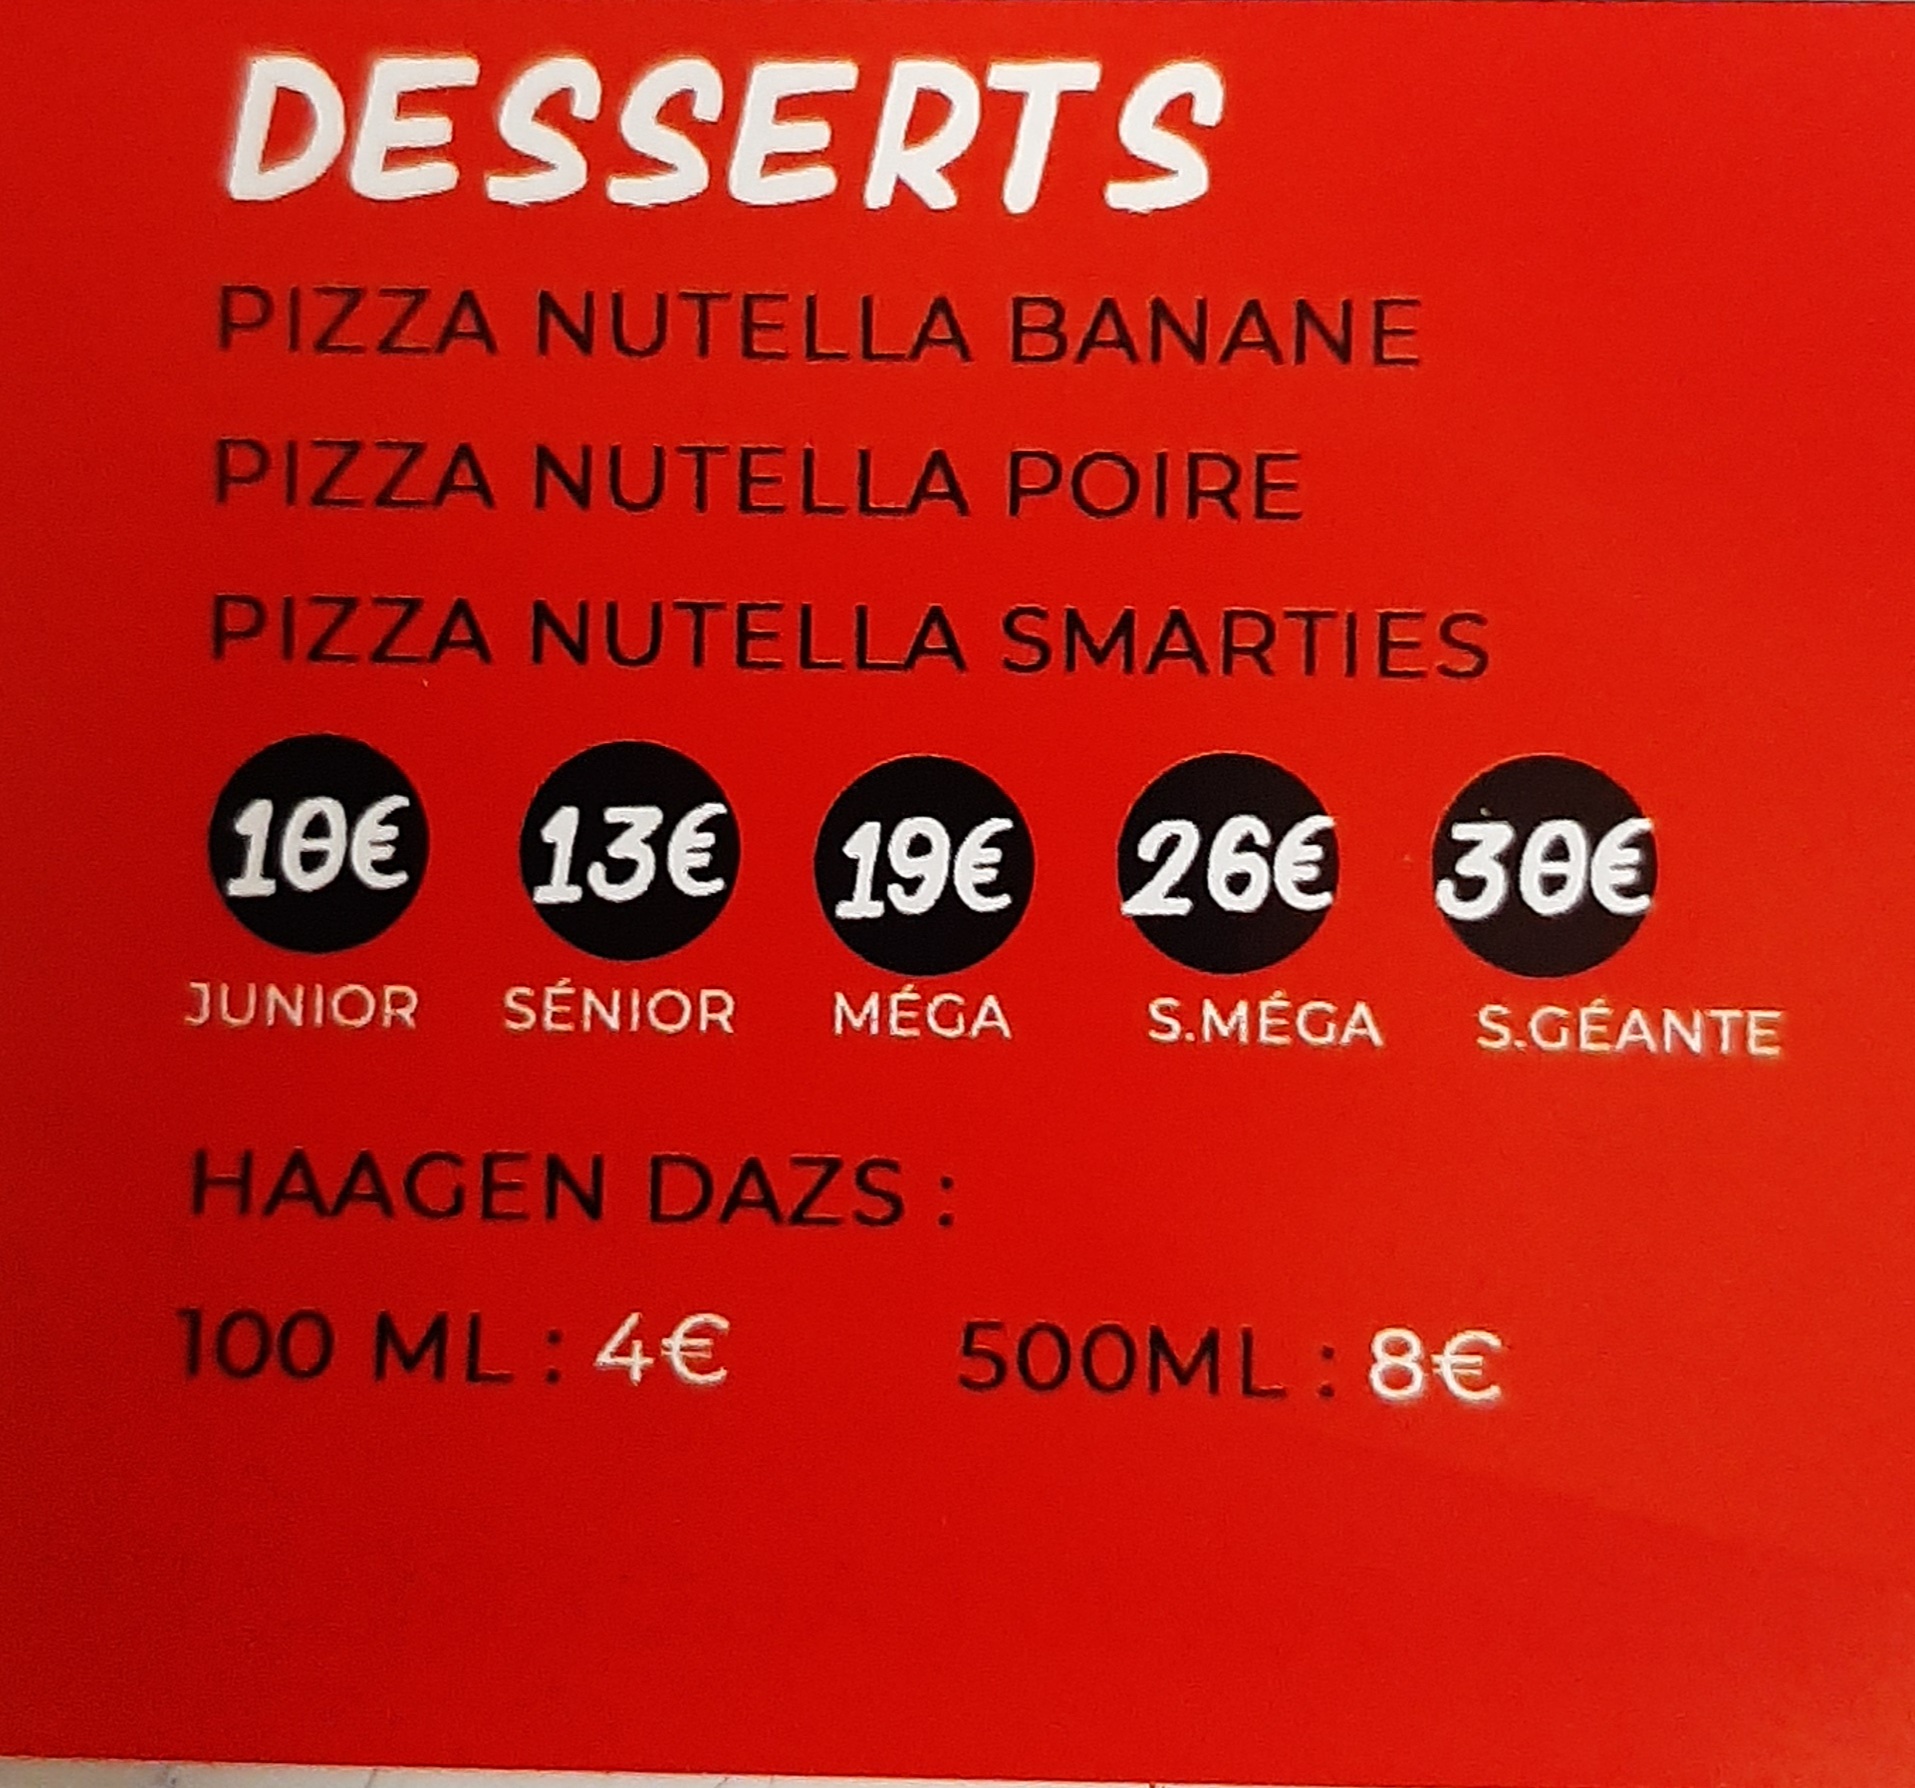 DESSERTS
PIZZA NUTELLA BANANE
PIZZA NUTELLA POIRE
PIZZA NUTELLA SMARTIES
10€ 13€ 19€ 26€ 30€
JUNIOR SÉNIOR MÉGA S.MÉGA S.GÉANTE
HAAGEN DAZS :
100 ML : 4€ 500ML : 8€